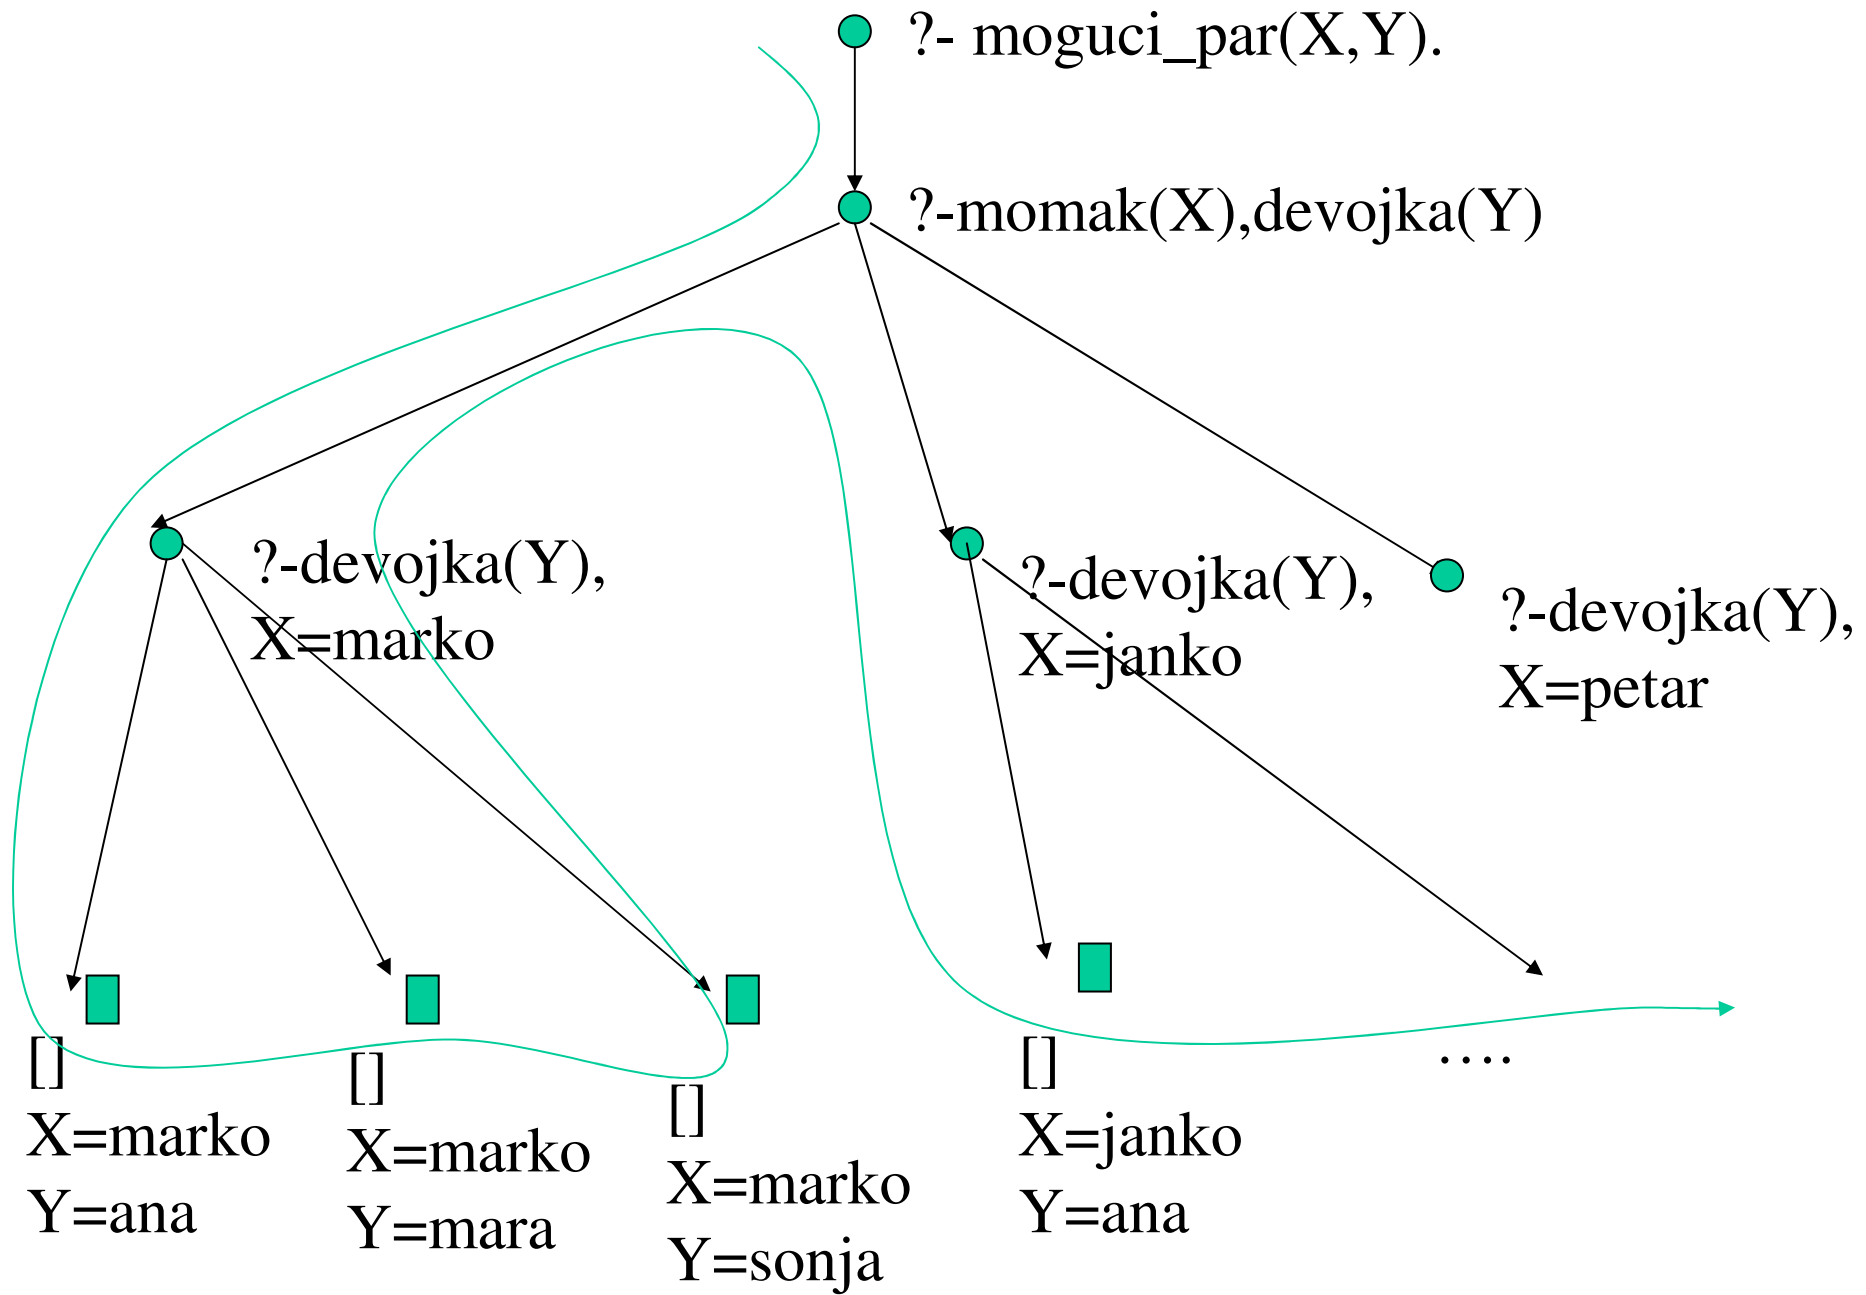 ?- moguci_par(X,Y).
?-momak(X),devojka(Y)
?-devojka(Y),
X=marko
?-devojka(Y),
X=janko
?-devojka(Y),
X=petar
[]
X=marko
Y=ana
[]
X=marko
Y=mara
[]
X=marko
Y=sonja
[]
X=janko
Y=ana
....